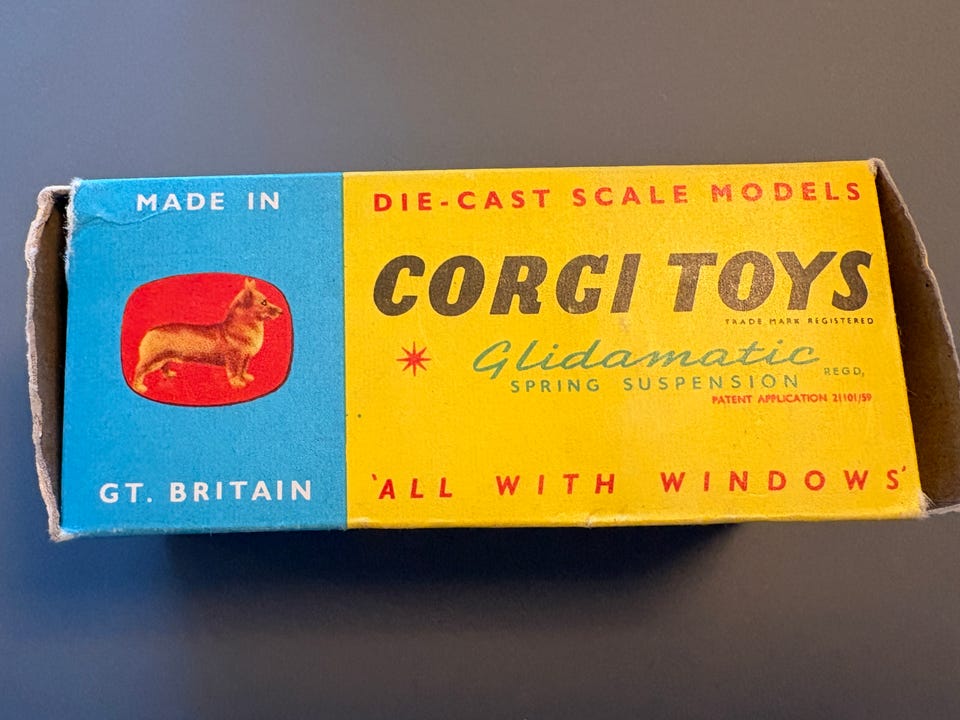 MADE IN
GT. BRITAIN
DIE-CAST SCALE MODELS
CORGI TOYS
TRADE MARK REGISTERED
Glidamatic
REGD,
SPRING SUSPENSION
PATENT APPLICATION 21101/59
'ALL WITH WINDOWS'